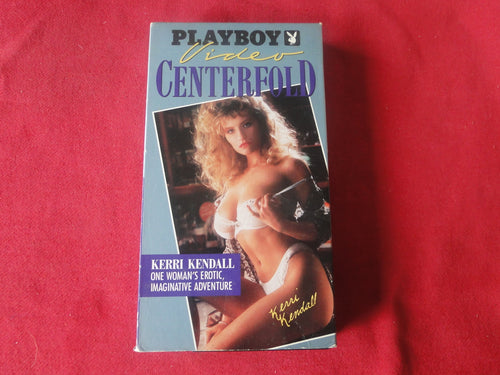 PLAYBOY
Video
CENTERFOLD
KERRI KENDALL
ONE WOMAN'S EROTIC,
IMAGINATIVE ADVENTURE
Kerri
Kendall